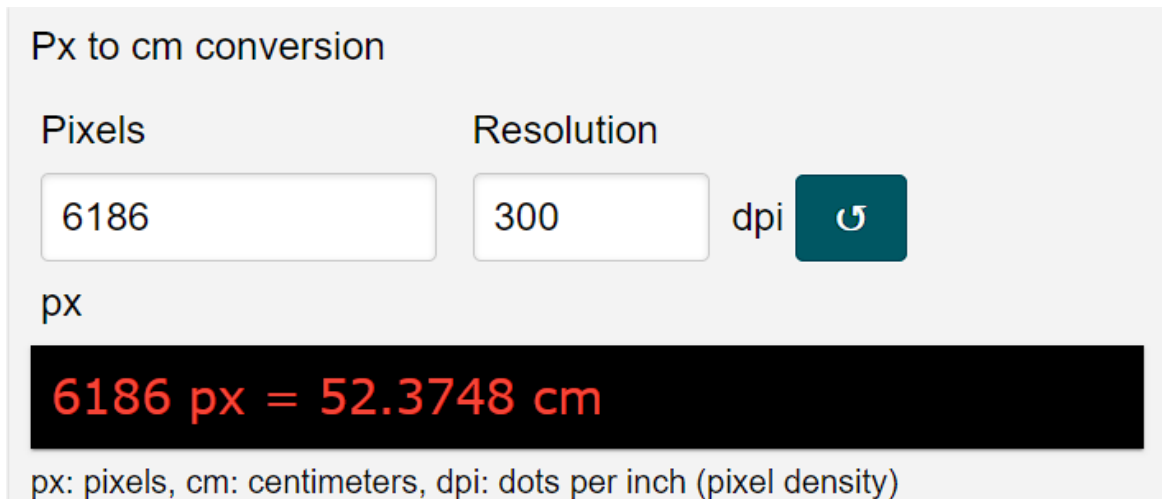 Px to cm conversion
Pixels Resolution
6186 300 dpi ↺
px
6186 px = 52.3748 cm
px: pixels, cm: centimeters, dpi: dots per inch (pixel density)